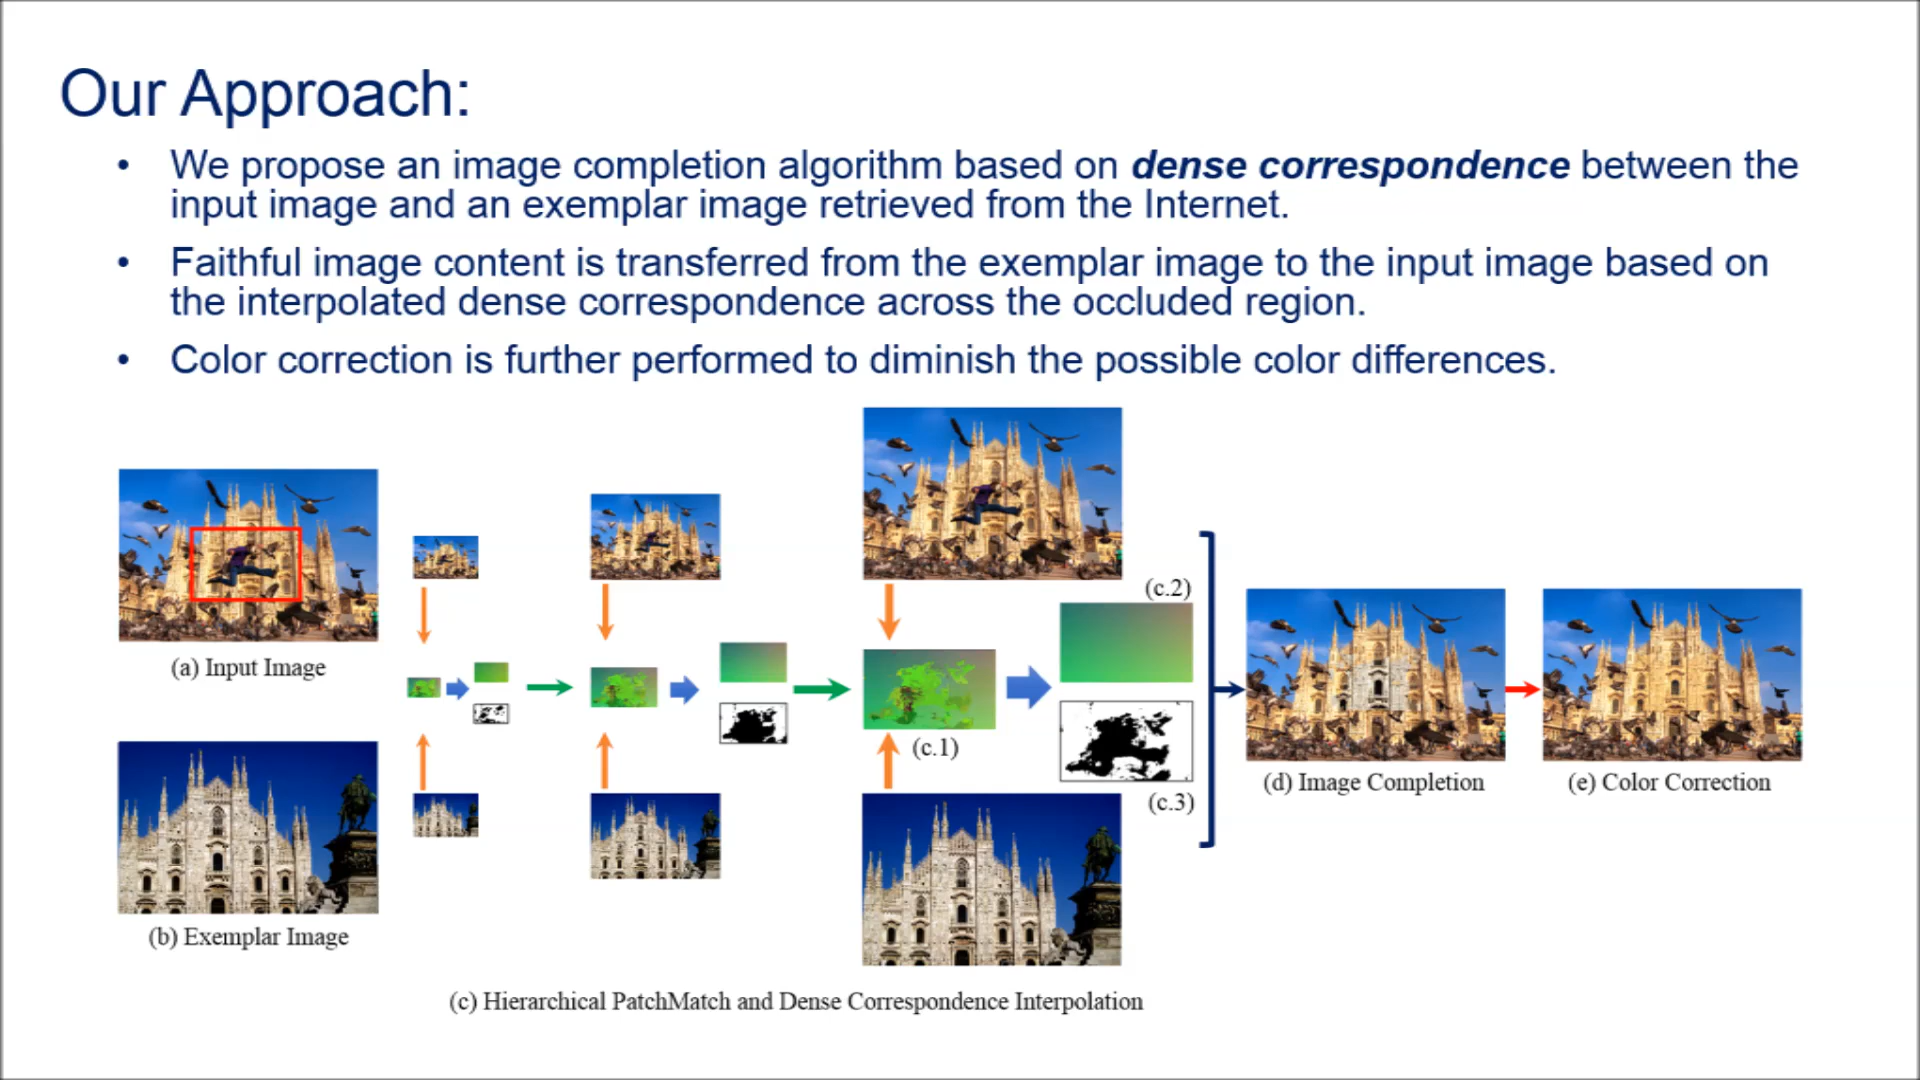 Our Approach:
• We propose an image completion algorithm based on dense correspondence between the
input image and an exemplar image retrieved from the Internet.
• Faithful image content is transferred from the exemplar image to the input image based on
the interpolated dense correspondence across the occluded region.
• Color correction is further performed to diminish the possible color differences.
(c.2)
(a) Input Image
(c.1)
(d) Image Completion
(e) Color Correction
(c.3)
(b) Exemplar Image
(c) Hierarchical PatchMatch and Dense Correspondence Interpolation